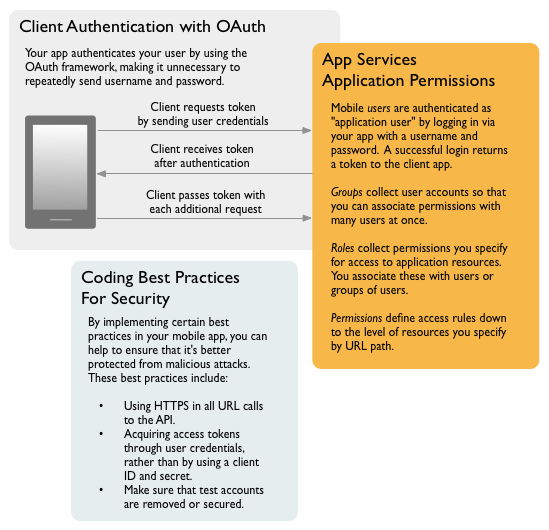 Client Authentication with OAuth
Your app authenticates your user by using the
OAuth framework, making it unnecessary to
repeatedly send username and password.
Client requests token
by sending user credentials
Client receives token
after authentication
Client passes token with
each additional request
App Services
Application Permissions
Mobile users are authenticated as
"application user" by logging in via
your app with a username and
password. A successful login returns
a token to the client app.
Groups collect user accounts so that
you can associate permissions with
many users at once.
Roles collect permissions you specify
for access to application resources.
You associate these with users or
groups of users.
Permissions define access rules down
to the level of resources you specify
by URL path.
Coding Best Practices
For Security
By implementing certain best
practices in your mobile app, you can
help to ensure that it's better
protected from malicious attacks.
These best practices include:
• Using HTTPS in all URL calls
to the API.
• Acquiring access tokens
through user credentials,
rather than by using a client
ID and secret.
• Make sure that test accounts
are removed or secured.